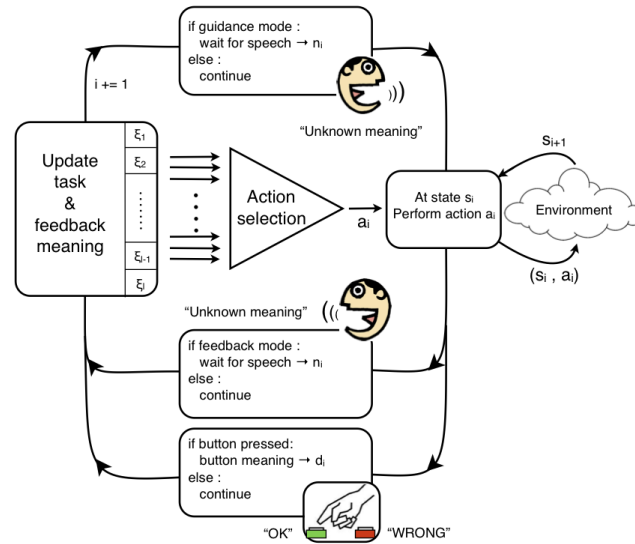 if guidance mode :
wait for speech → nᵢ
else :
continue
i += 1
“Unknown meaning”
Update
task
&
feedback
meaning
ξ₁
ξ₂
........
ξₗ₋₁
ξₗ
Action
selection
aᵢ
At state sᵢ
Perform action aᵢ
sᵢ₊₁
Environment
(sᵢ , aᵢ)
“Unknown meaning”
if feedback mode :
wait for speech → nᵢ
else :
continue
if button pressed:
button meaning → dᵢ
else :
continue
“OK”
“WRONG”